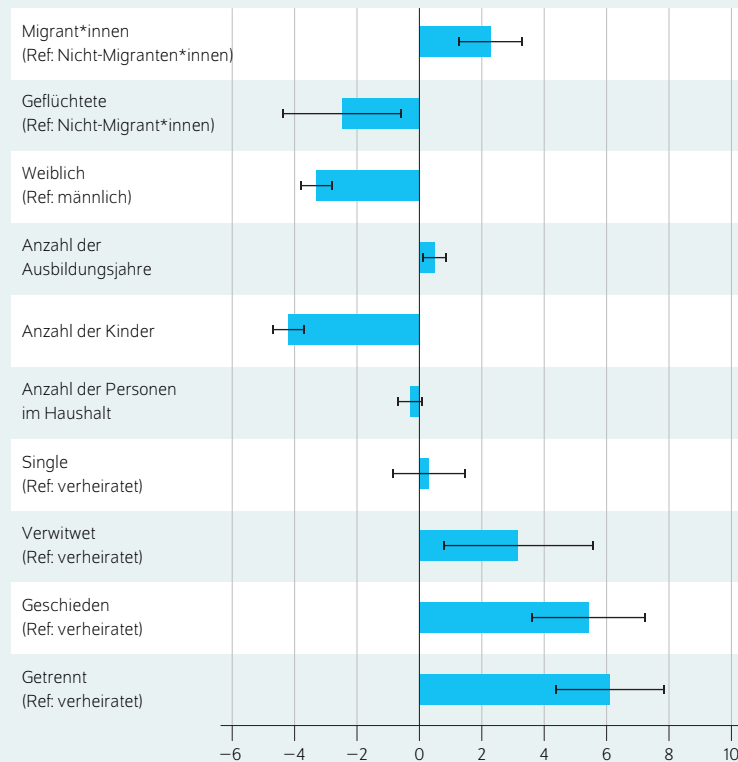 Migrant*innen
(Ref: Nicht-Migranten*innen)
Geflüchtete
(Ref: Nicht-Migrant*innen)
Weiblich
(Ref: männlich)
Anzahl der
Ausbildungsjahre
Anzahl der Kinder
Anzahl der Personen
im Haushalt
Single
(Ref: verheiratet)
Verwitwet
(Ref: verheiratet)
Geschieden
(Ref: verheiratet)
Getrennt
(Ref: verheiratet)
−6 −4 −2 0 2 4 6 8 10